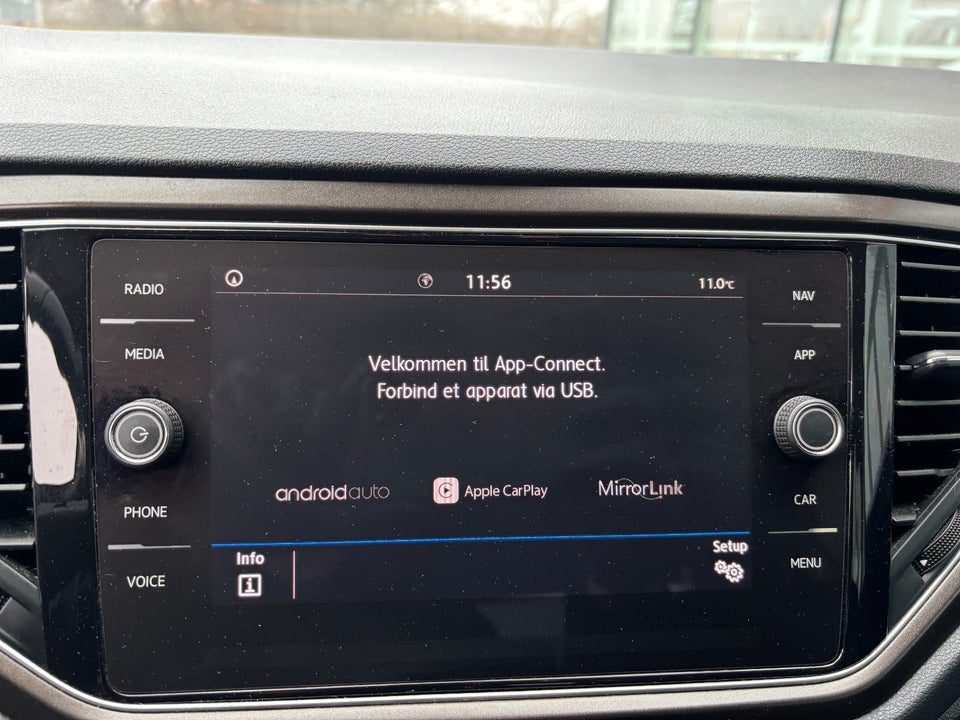 RADIO
MEDIA
PHONE
VOICE
11:56
11.0°C
Velkommen til App-Connect.
Forbind et apparat via USB.
androidauto
Apple CarPlay
MirrorLink
Info
i
Setup
NAV
APP
CAR
MENU